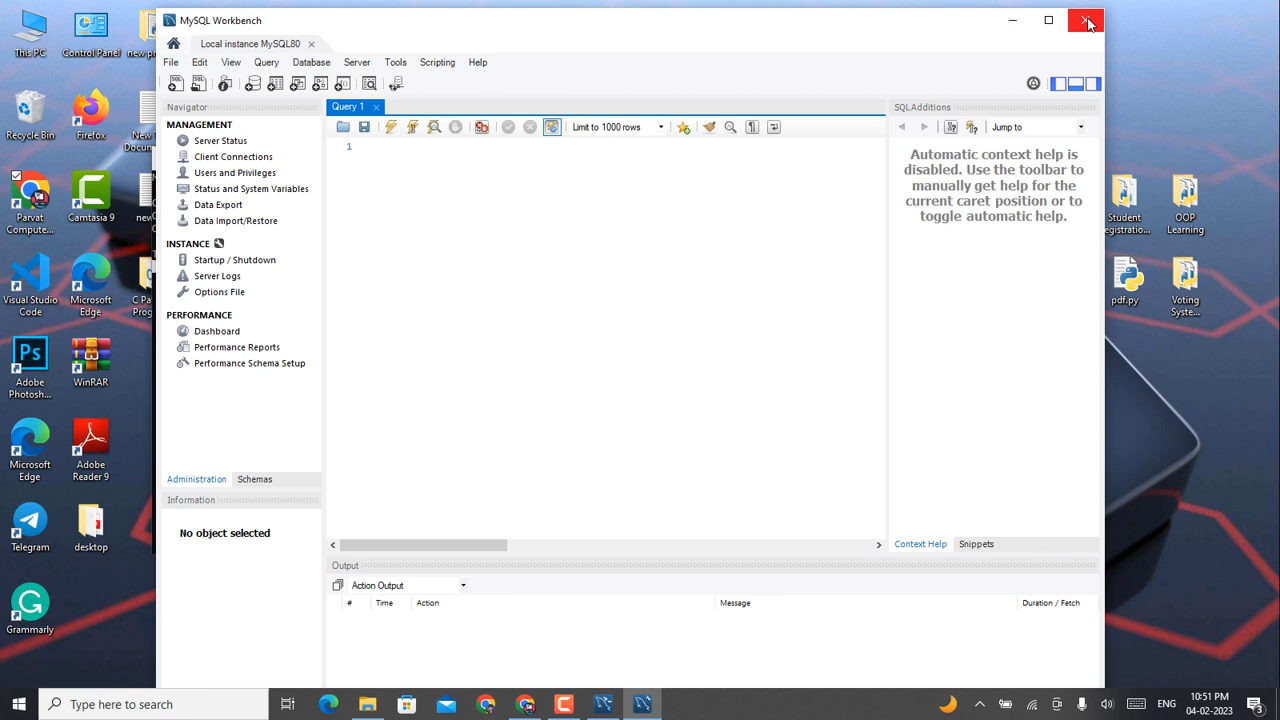 MySQL Workbench
Local instance MySQL80
File Edit View Query Database Server Tools Scripting Help
Navigator
MANAGEMENT
Server Status
Client Connections
Users and Privileges
Status and System Variables
Data Export
Data Import/Restore
INSTANCE
Startup / Shutdown
Server Logs
Options File
PERFORMANCE
Dashboard
Performance Reports
Performance Schema Setup
Administration Schemas
Information
No object selected
Query 1
Limit to 1000 rows
1
SQLAdditions
Jump to
Automatic context help is
disabled. Use the toolbar to
manually get help for the
current caret position or to
toggle automatic help.
Context Help Snippets
Output
Action Output
# Time Action Message Duration / Fetch
This PC
Control Panel
Recycle Bin
Firefox
New
Parvat
Compute...
Camtasia 9
Visual Studio
Code
Microsoft
Edge
C Pa
Prog
Adobe
Photosh...
WinRAR
Microsoft
Edge
Adobe
Reader 9
Telegram
desktop
Grammarly
Student
Registratio...
OOP
Learning
pdf.py
Voting
Syste...
Type here to search
ENG
10:51 PM
04-02-2023
3